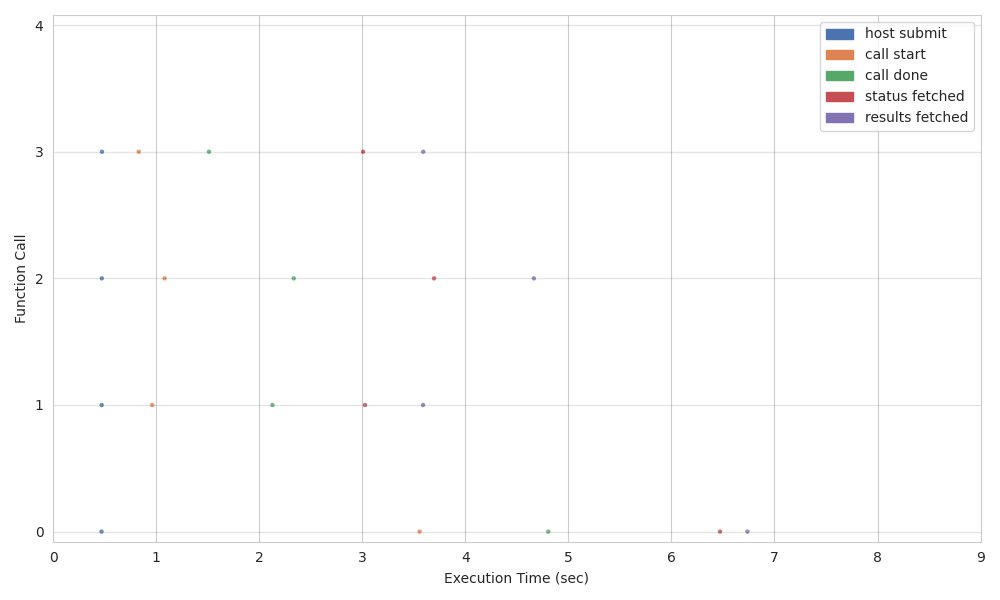 4
3
2
1
0
Function Call
host submit
call start
call done
status fetched
results fetched
0 1 2 3 4 5 6 7 8 9
Execution Time (sec)